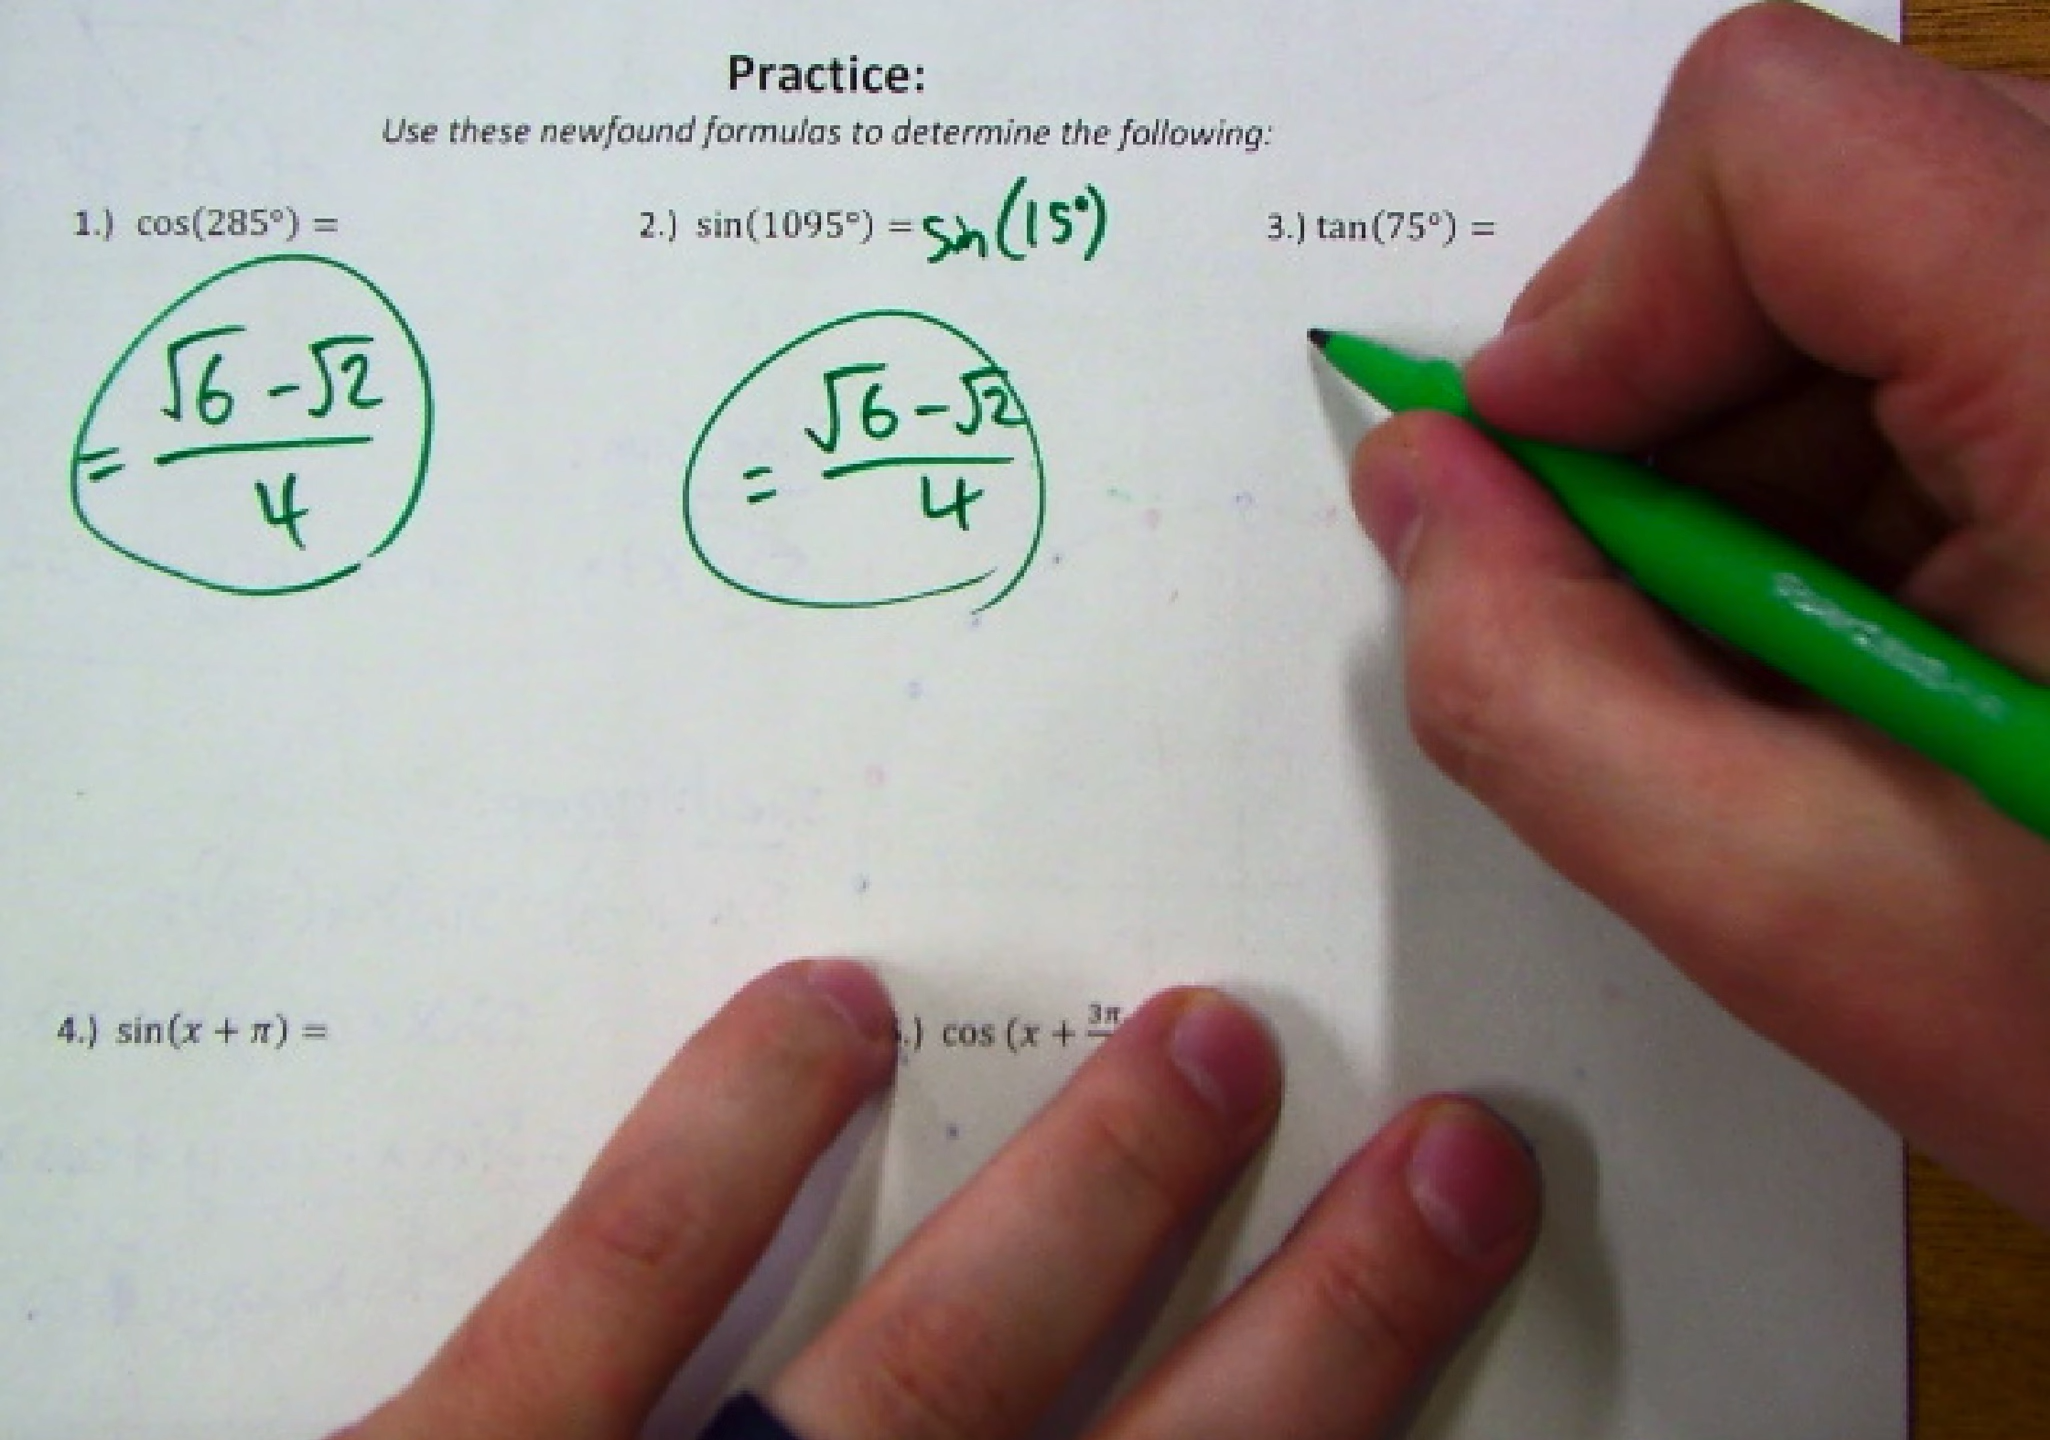 Practice:
Use these newfound formulas to determine the following:
1.) cos(285°) =
= √6 - √2 / 4
2.) sin(1095°) = sin(15°)
= √6 - √2 / 4
3.) tan(75°) =
4.) sin(x + π) =
.) cos (x + 3π